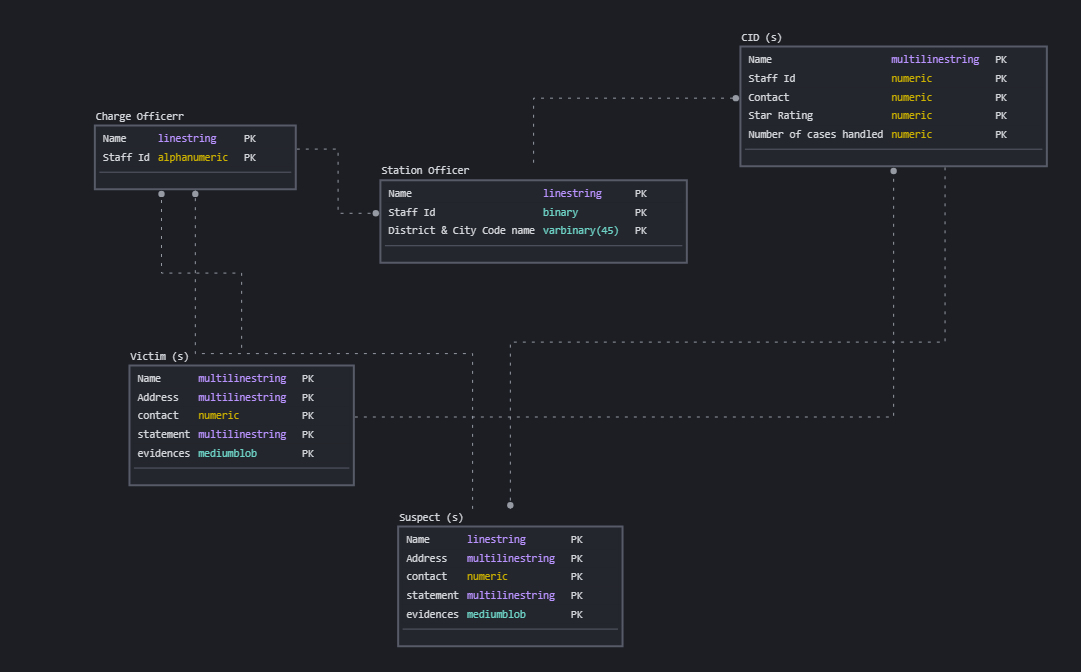 CID (s)
Name multilinestring PK
Staff Id numeric PK
Contact numeric PK
Star Rating numeric PK
Number of cases handled numeric PK
Charge Officerr
Name linestring PK
Staff Id alphanumeric PK
Station Officer
Name linestring PK
Staff Id binary PK
District & City Code name varbinary(45) PK
Victim (s)
Name multilinestring PK
Address multilinestring PK
contact numeric PK
statement multilinestring PK
evidences mediumblob PK
Suspect (s)
Name linestring PK
Address multilinestring PK
contact numeric PK
statement multilinestring PK
evidences mediumblob PK